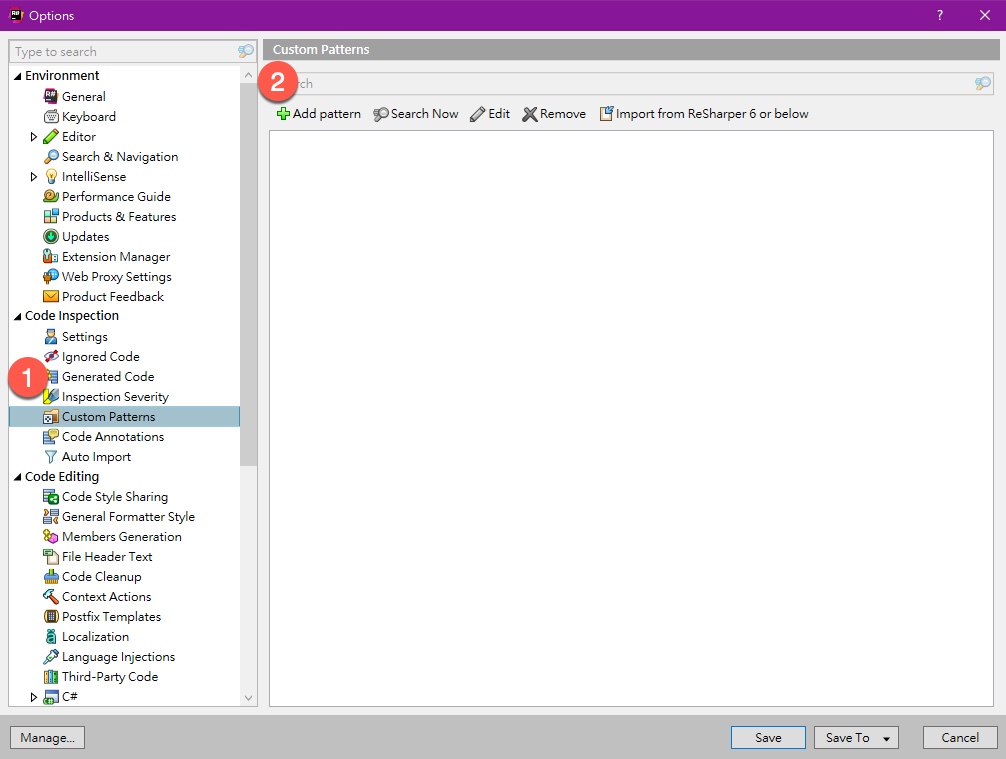 Options
?
Type to search
Environment
General
Keyboard
Editor
Search & Navigation
IntelliSense
Performance Guide
Products & Features
Updates
Extension Manager
Web Proxy Settings
Product Feedback
Code Inspection
Settings
Ignored Code
1
Generated Code
Inspection Severity
Custom Patterns
Code Annotations
Auto Import
Code Editing
Code Style Sharing
General Formatter Style
Members Generation
File Header Text
Code Cleanup
Context Actions
Postfix Templates
Localization
Language Injections
Third-Party Code
C#
Custom Patterns
2
Add pattern Search Now Edit Remove Import from ReSharper 6 or below
Manage... Save Save To Cancel